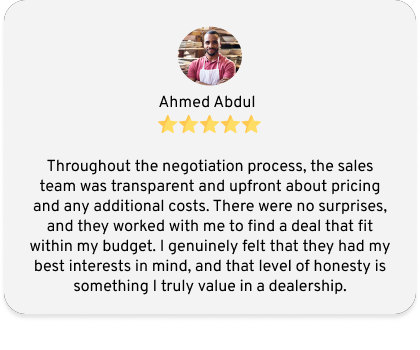 Ahmed Abdul
Throughout the negotiation process, the sales
team was transparent and upfront about pricing
and any additional costs. There were no surprises,
and they worked with me to find a deal that fit
within my budget. I genuinely felt that they had my
best interests in mind, and that level of honesty is
something I truly value in a dealership.